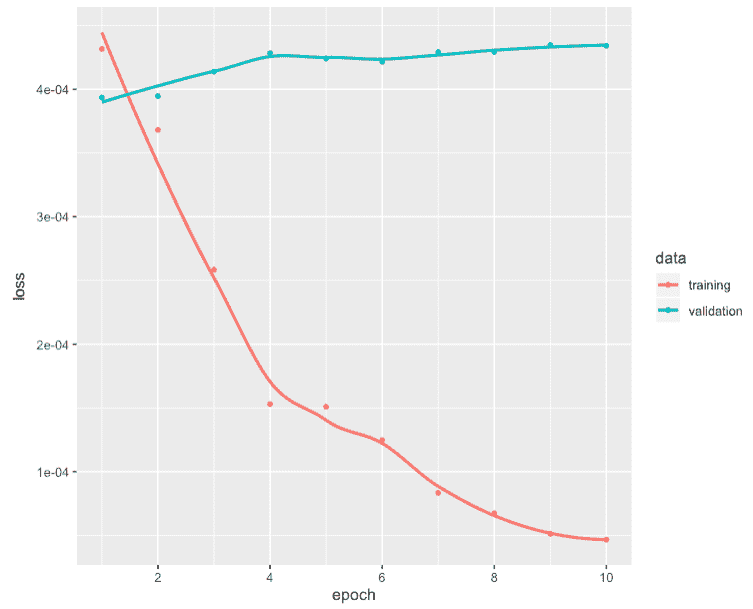 4e-04
3e-04
2e-04
1e-04
loss
2
4
6
8
10
epoch
data
training
validation